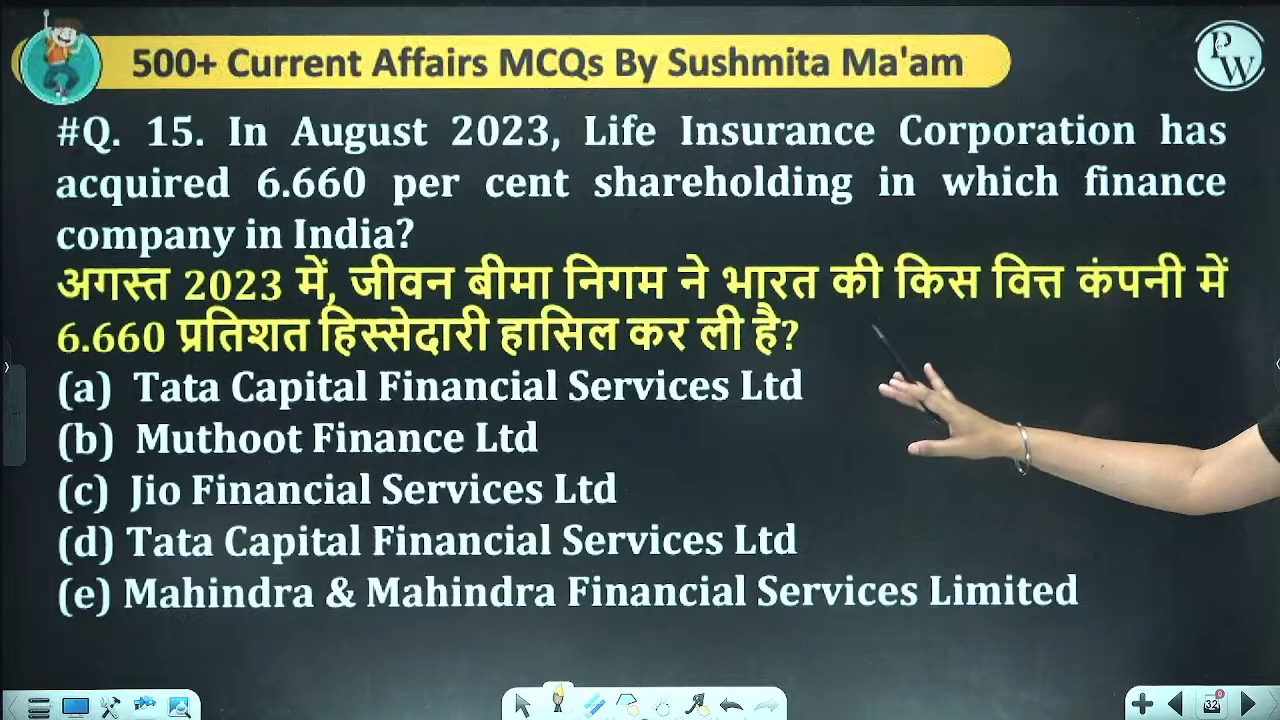 500+ Current Affairs MCQs By Sushmita Ma'am
PW
#Q. 15. In August 2023, Life Insurance Corporation has
acquired 6.660 per cent shareholding in which finance
company in India?
अगस्त 2023 में, जीवन बीमा निगम ने भारत की किस वित्त कंपनी में
6.660 प्रतिशत हिस्सेदारी हासिल कर ली है?
(a) Tata Capital Financial Services Ltd
(b) Muthoot Finance Ltd
(c) Jio Financial Services Ltd
(d) Tata Capital Financial Services Ltd
(e) Mahindra & Mahindra Financial Services Limited
32